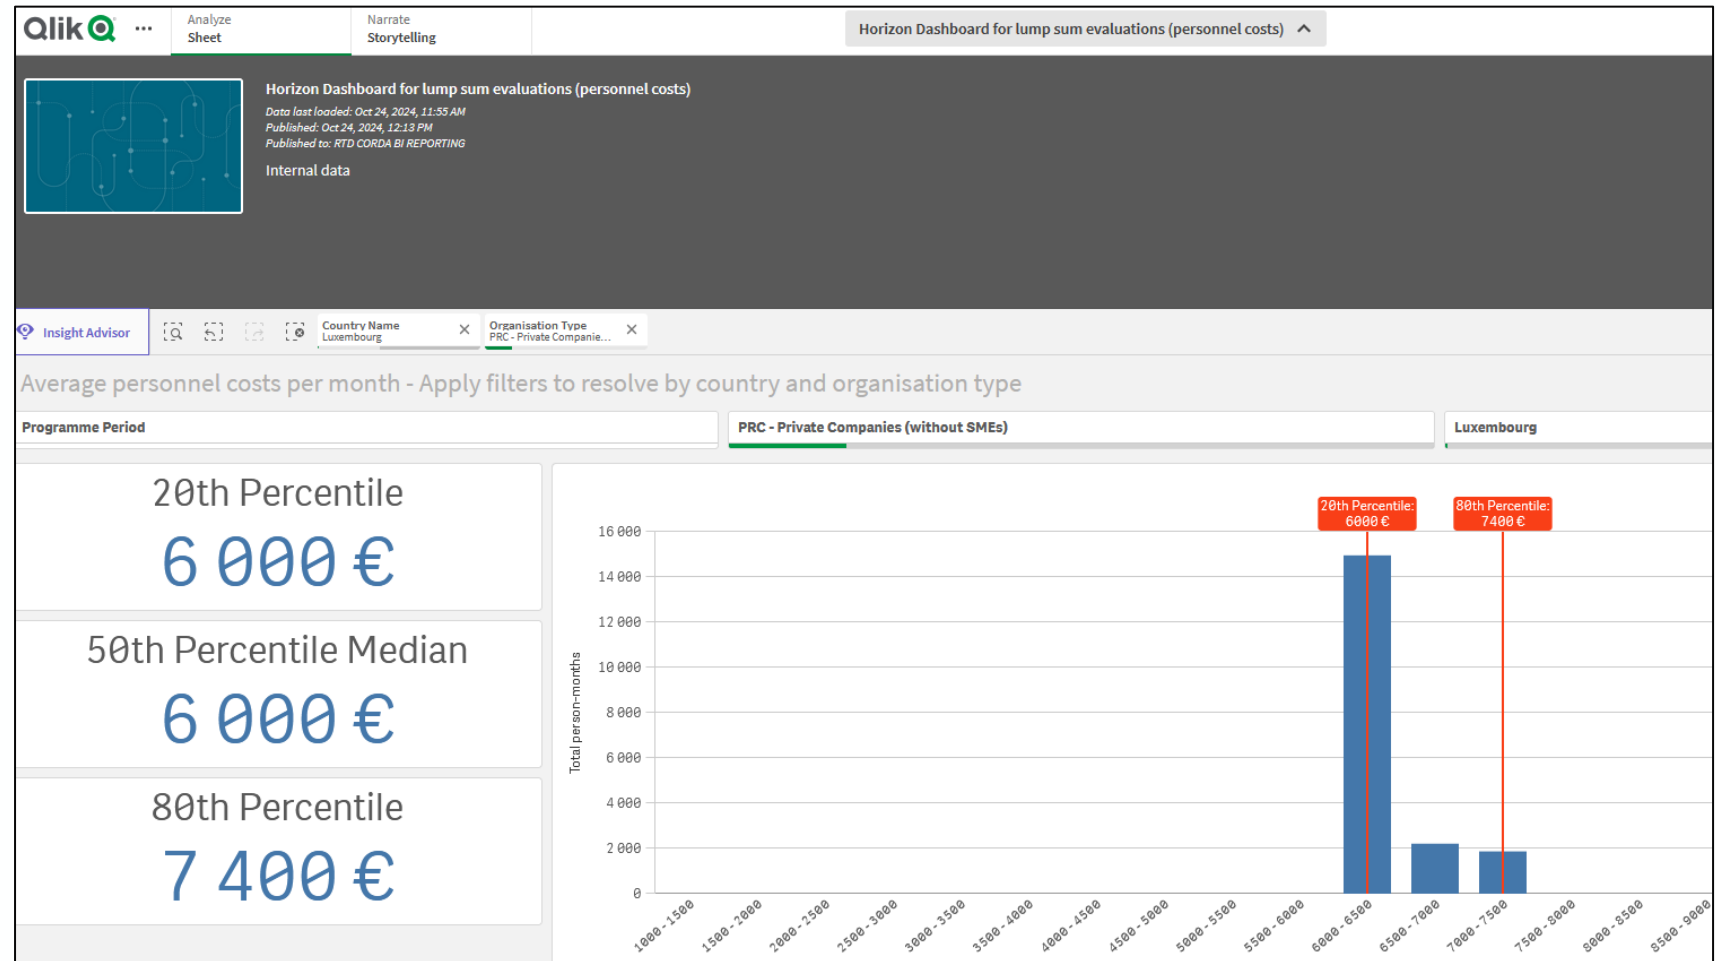 Qlik
Analyze
Sheet
Narrate
Storytelling
Horizon Dashboard for lump sum evaluations (personnel costs)
Horizon Dashboard for lump sum evaluations (personnel costs)
Data last loaded: Oct 24, 2024, 11:55 AM
Published: Oct 24, 2024, 12:13 PM
Published to: RTD CORDA BI REPORTING
Internal data
Insight Advisor
Country Name
Luxembourg
Organisation Type
PRC - Private Companie...
Average personnel costs per month - Apply filters to resolve by country and organisation type
Programme Period
PRC - Private Companies (without SMEs)
Luxembourg
20th Percentile
6 000 €
50th Percentile Median
6 000 €
80th Percentile
7 400 €
20th Percentile:
6000 €
80th Percentile:
7400 €
Total person-months
16 000
14 000
12 000
10 000
8 000
6 000
4 000
2 000
0
1000-1500
1500-2000
2000-2500
2500-3000
3000-3500
3500-4000
4000-4500
4500-5000
5000-5500
5500-6000
6000-6500
6500-7000
7000-7500
7500-8000
8000-8500
8500-9000